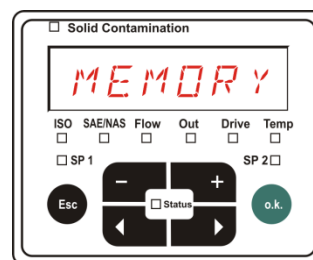 Solid Contamination
MEMORY
ISO SAE/NAS Flow Out Drive Temp
SP 1 SP 2
- +
Esc Status o.k.